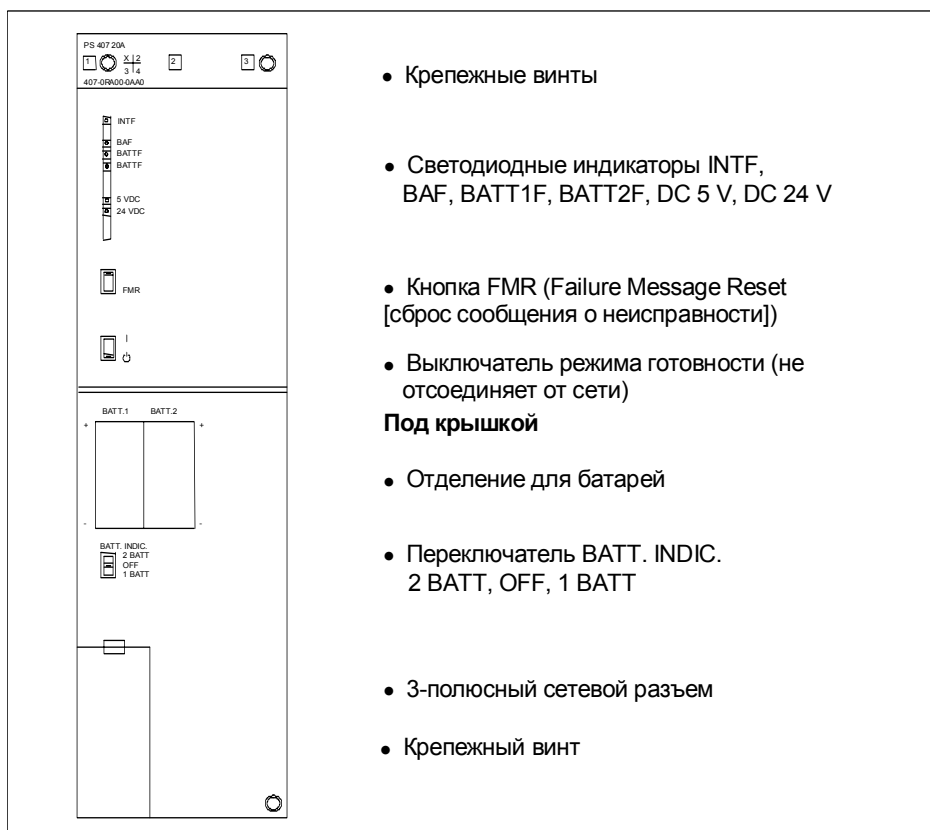 PS 407 20A
1 X 2 2 3
3 4
407-0RA00-0AA0
INTF
BAF
BATTF
BATTF
5 VDC
24 VDC
FMR
I
BATT.1 BATT.2
+ +
- -
BATT. INDIC.
2 BATT
OFF
1 BATT
• Крепежные винты
• Светодиодные индикаторы INTF,
BAF, BATT1F, BATT2F, DC 5 V, DC 24 V
• Кнопка FMR (Failure Message Reset
[сброс сообщения о неисправности])
• Выключатель режима готовности (не
отсоединяет от сети)
Под крышкой
• Отделение для батарей
• Переключатель BATT. INDIC.
2 BATT, OFF, 1 BATT
• 3-полюсный сетевой разъем
• Крепежный винт